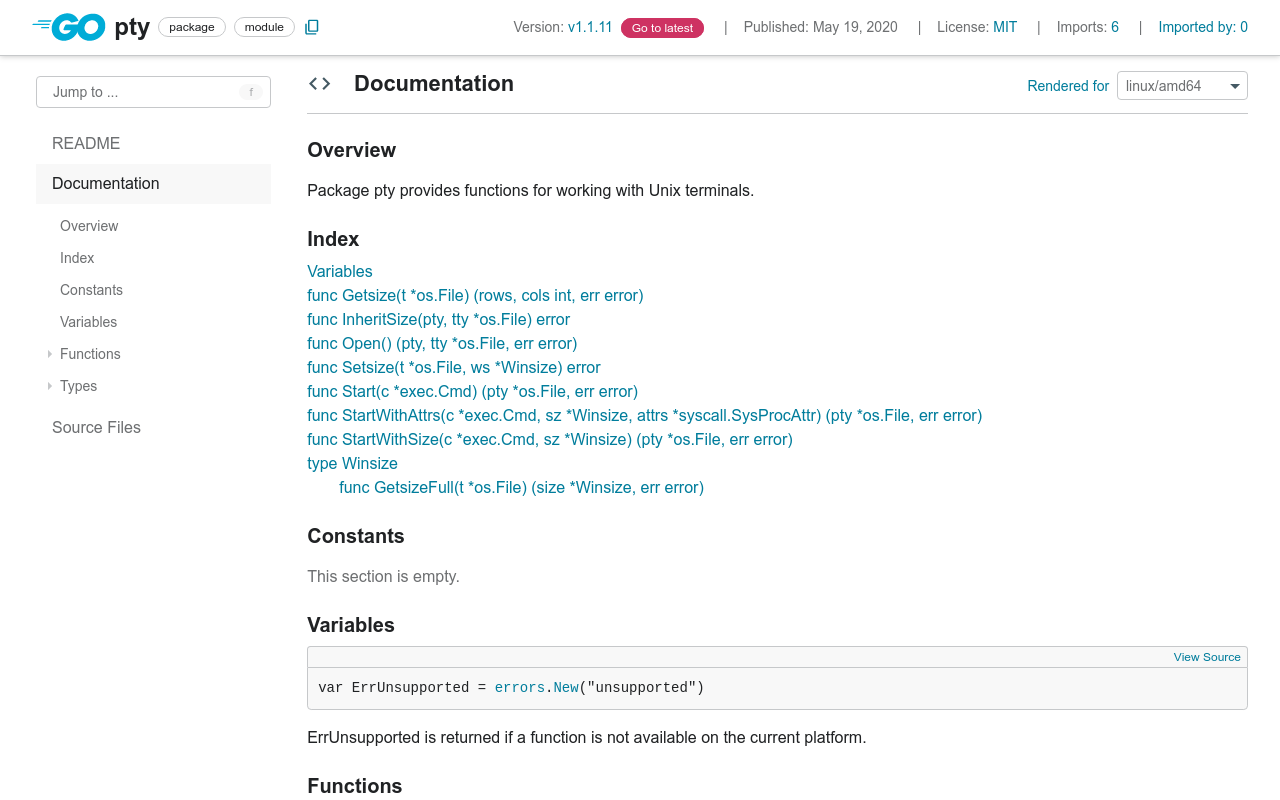 GO pty package module Version: v1.1.11 Go to latest | Published: May 19, 2020 | License: MIT | Imports: 6 | Imported by: 0
Jump to ... f
README
Documentation
Overview
Index
Constants
Variables
Functions
Types
Source Files
Documentation
Rendered for linux/amd64
Overview
Package pty provides functions for working with Unix terminals.
Index
Variables
func Getsize(t *os.File) (rows, cols int, err error)
func InheritSize(pty, tty *os.File) error
func Open() (pty, tty *os.File, err error)
func Setsize(t *os.File, ws *Winsize) error
func Start(c *exec.Cmd) (pty *os.File, err error)
func StartWithAttrs(c *exec.Cmd, sz *Winsize, attrs *syscall.SysProcAttr) (pty *os.File, err error)
func StartWithSize(c *exec.Cmd, sz *Winsize) (pty *os.File, err error)
type Winsize
func GetsizeFull(t *os.File) (size *Winsize, err error)
Constants
This section is empty.
Variables
View Source
var ErrUnsupported = errors.New("unsupported")
ErrUnsupported is returned if a function is not available on the current platform.
Functions